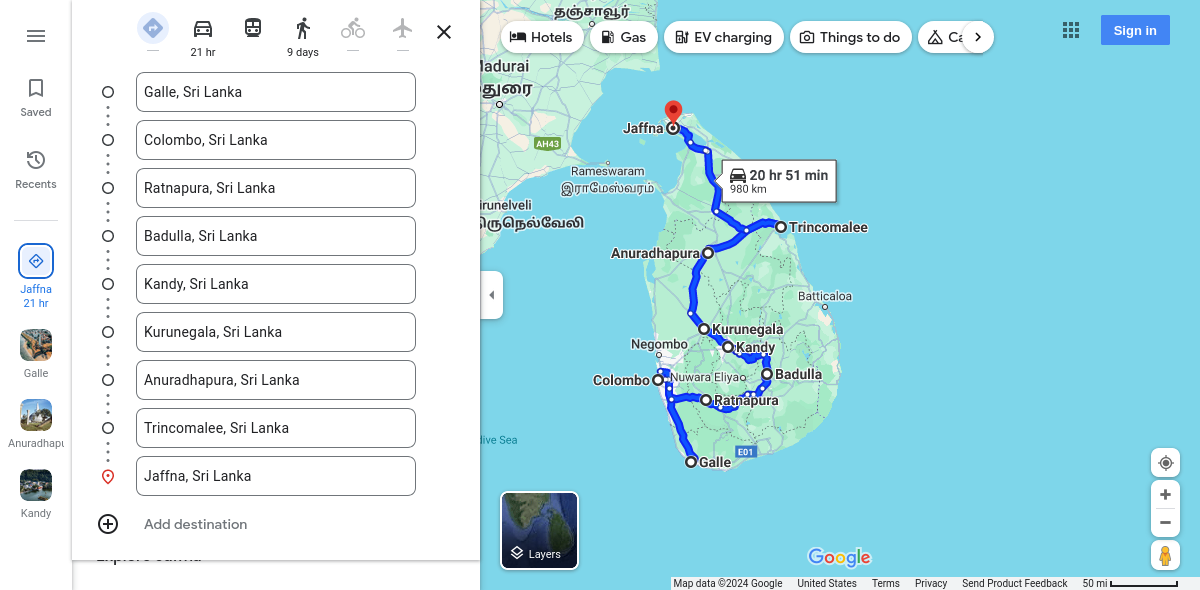 Saved
Recents
Jaffna
21 hr
Galle
Anuradhapu
Kandy
21 hr
9 days
Galle, Sri Lanka
Colombo, Sri Lanka
Ratnapura, Sri Lanka
Badulla, Sri Lanka
Kandy, Sri Lanka
Kurunegala, Sri Lanka
Anuradhapura, Sri Lanka
Trincomalee, Sri Lanka
Jaffna, Sri Lanka
Add destination
Hotels
Gas
EV charging
Things to do
Ca
Sign in
தஞ்சாவூர்
Madurai
துரை
AH43
Jaffna
Rameswaram
இராமேஸ்வரம்
20 hr 51 min
980 km
irunelveli
ிருநெல்வேலி
Trincomalee
Anuradhapura
Batticaloa
Kurunegala
Negombo
Kandy
Colombo
Nuwara Eliya
Badulla
Ratnapura
dive Sea
E01
Galle
Layers
Google
Map data ©2024 Google
United States
Terms
Privacy
Send Product Feedback
50 mi